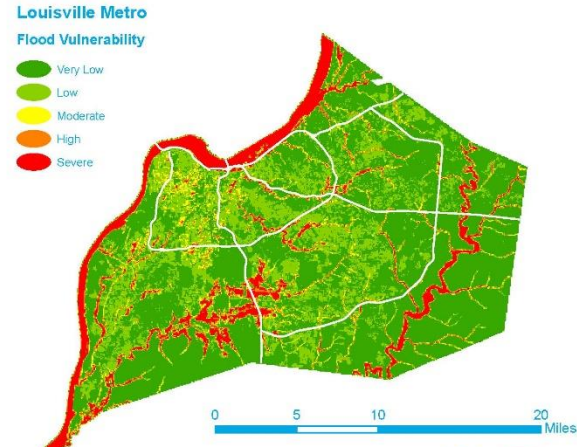 Louisville Metro
Flood Vulnerability
Very Low
Low
Moderate
High
Severe
0 5 10 20
Miles